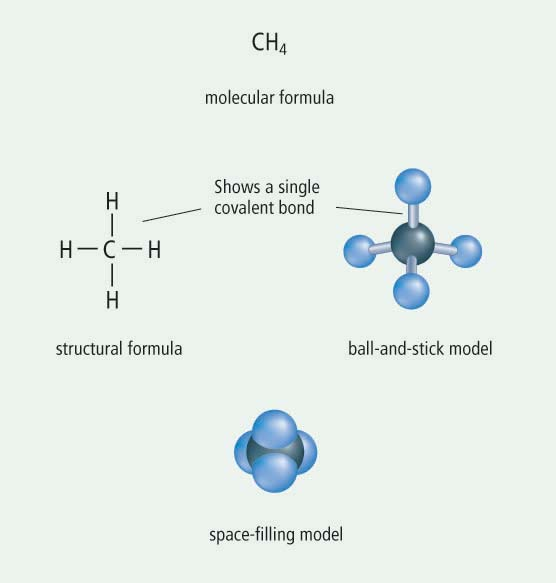 CH₄
molecular formula
Shows a single
covalent bond
H
H—C—H
H
structural formula
ball-and-stick model
space-filling model